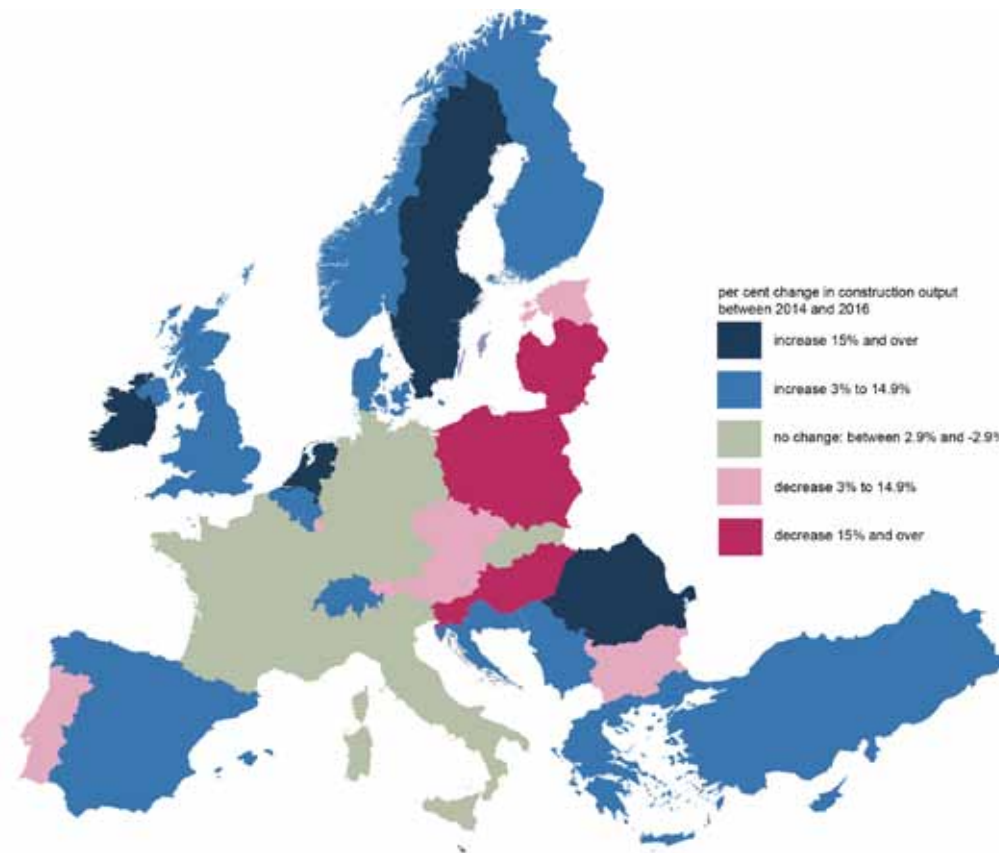 per cent change in construction output
between 2014 and 2016
increase 15% and over
increase 3% to 14.9%
no change: between 2.9% and -2.9%
decrease 3% to 14.9%
decrease 15% and over